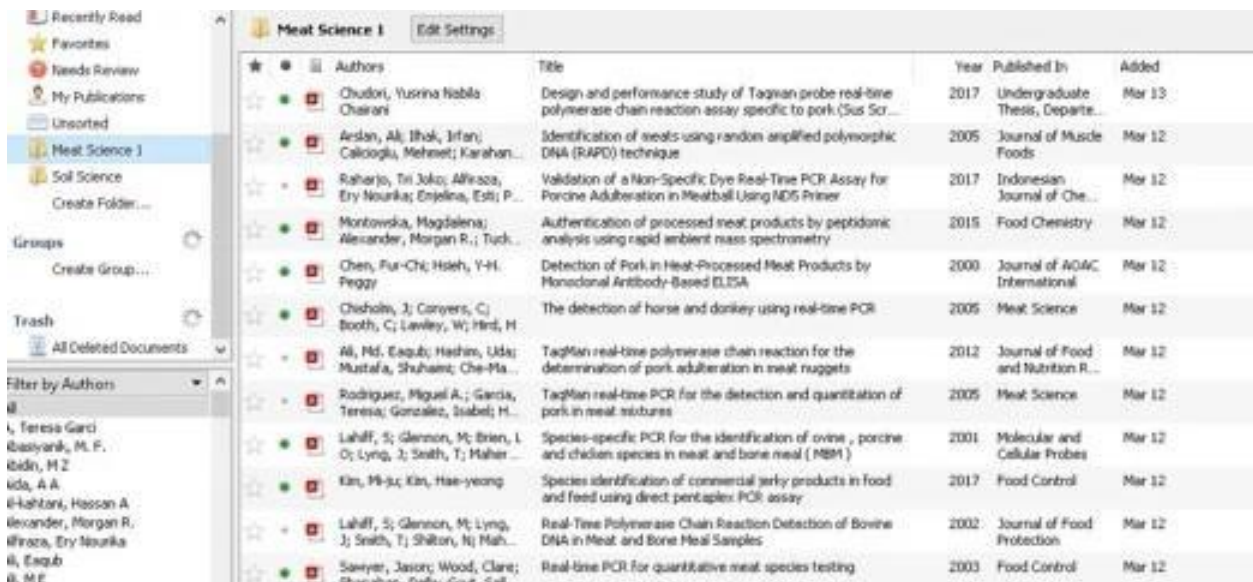 Recently Read
Favorites
Needs Review
My Publications
Unsorted
Meat Science 1
Soil Science
Create Folder...
Groups
Create Group...
Trash
All Deleted Documents
Filter by Authors
Teresa Garci
M. F.
M Z
A A
Hassan A
Morgan R.
Ery Nourika
Eaqub
M E
Meat Science 1 Edit Settings
Authors Title Year Published In Added
Chudori, Yusrina Nabila Design and performance study of Taqman probe real-time 2017 Undergraduate Mar 13
Chairani polymerase chain reaction assay specific to pork (Sus Scr... Thesis, Departe...
Arslan, Ali; Ilhak, Irfan; Identification of meats using random amplified polymorphic 2005 Journal of Muscle Mar 12
Calicioglu, Mehmet; Karahan... DNA (RAPD) technique Foods
Raharjo, Tri Joko; Alfiraza, Validation of a Non-Specific Dye Real-Time PCR Assay for 2017 Indonesian Mar 12
Ery Nourika; Enjelina, Esti; P... Porcine Adulteration in Meatball Using ND5 Primer Journal of Che...
Montowska, Magdalena; Authentication of processed meat products by peptidomic 2015 Food Chemistry Mar 12
Alexander, Morgan R.; Tuck... analysis using rapid ambient mass spectrometry
Chen, Fur-Chi; Hsieh, Y-H. Detection of Pork in Heat-Processed Meat Products by 2000 Journal of AOAC Mar 12
Peggy Monoclonal Antibody-Based ELISA International
Chisholm, J; Conyers, C; The detection of horse and donkey using real-time PCR 2005 Meat Science Mar 12
Booth, C; Lawley, W; Hird, H
Ali, Md. Eaqub; Hashim, Uda; TaqMan real-time polymerase chain reaction for the 2012 Journal of Food Mar 12
Mustafa, Shuhaimi; Che-Ma... determination of pork adulteration in meat nuggets and Nutrition R...
Rodriguez, Miguel A.; Garcia, TaqMan real-time PCR for the detection and quantitation of 2005 Meat Science Mar 12
Teresa; Gonzalez, Isabel; H... pork in meat mixtures
Lahiff, S; Glennon, M; Brien, L Species-specific PCR for the identification of ovine , porcine 2001 Molecular and Mar 12
O; Lyng, J; Smith, T; Maher... and chicken species in meat and bone meal ( MBM ) Cellular Probes
Kim, Mi-ju; Kim, Hae-yeong Species identification of commercial jerky products in food 2017 Food Control Mar 12
and feed using direct pentaplex PCR assay
Lahiff, S; Glennon, M; Lyng, Real-Time Polymerase Chain Reaction Detection of Bovine 2002 Journal of Food Mar 12
J; Smith, T; Shilton, N; Mah... DNA in Meat and Bone Meal Samples Protection
Sawyer, Jason; Wood, Clare; Real-time PCR for quantitative meat species testing 2003 Food Control Mar 12